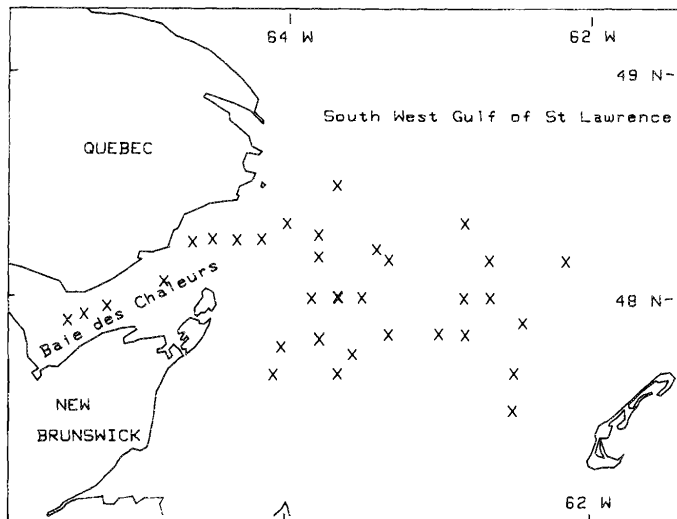 64 W
62 W
49 N-
South West Gulf of St Lawrence
QUEBEC
Baie des Chaleurs
48 N-
NEW
BRUNSWICK
62 W